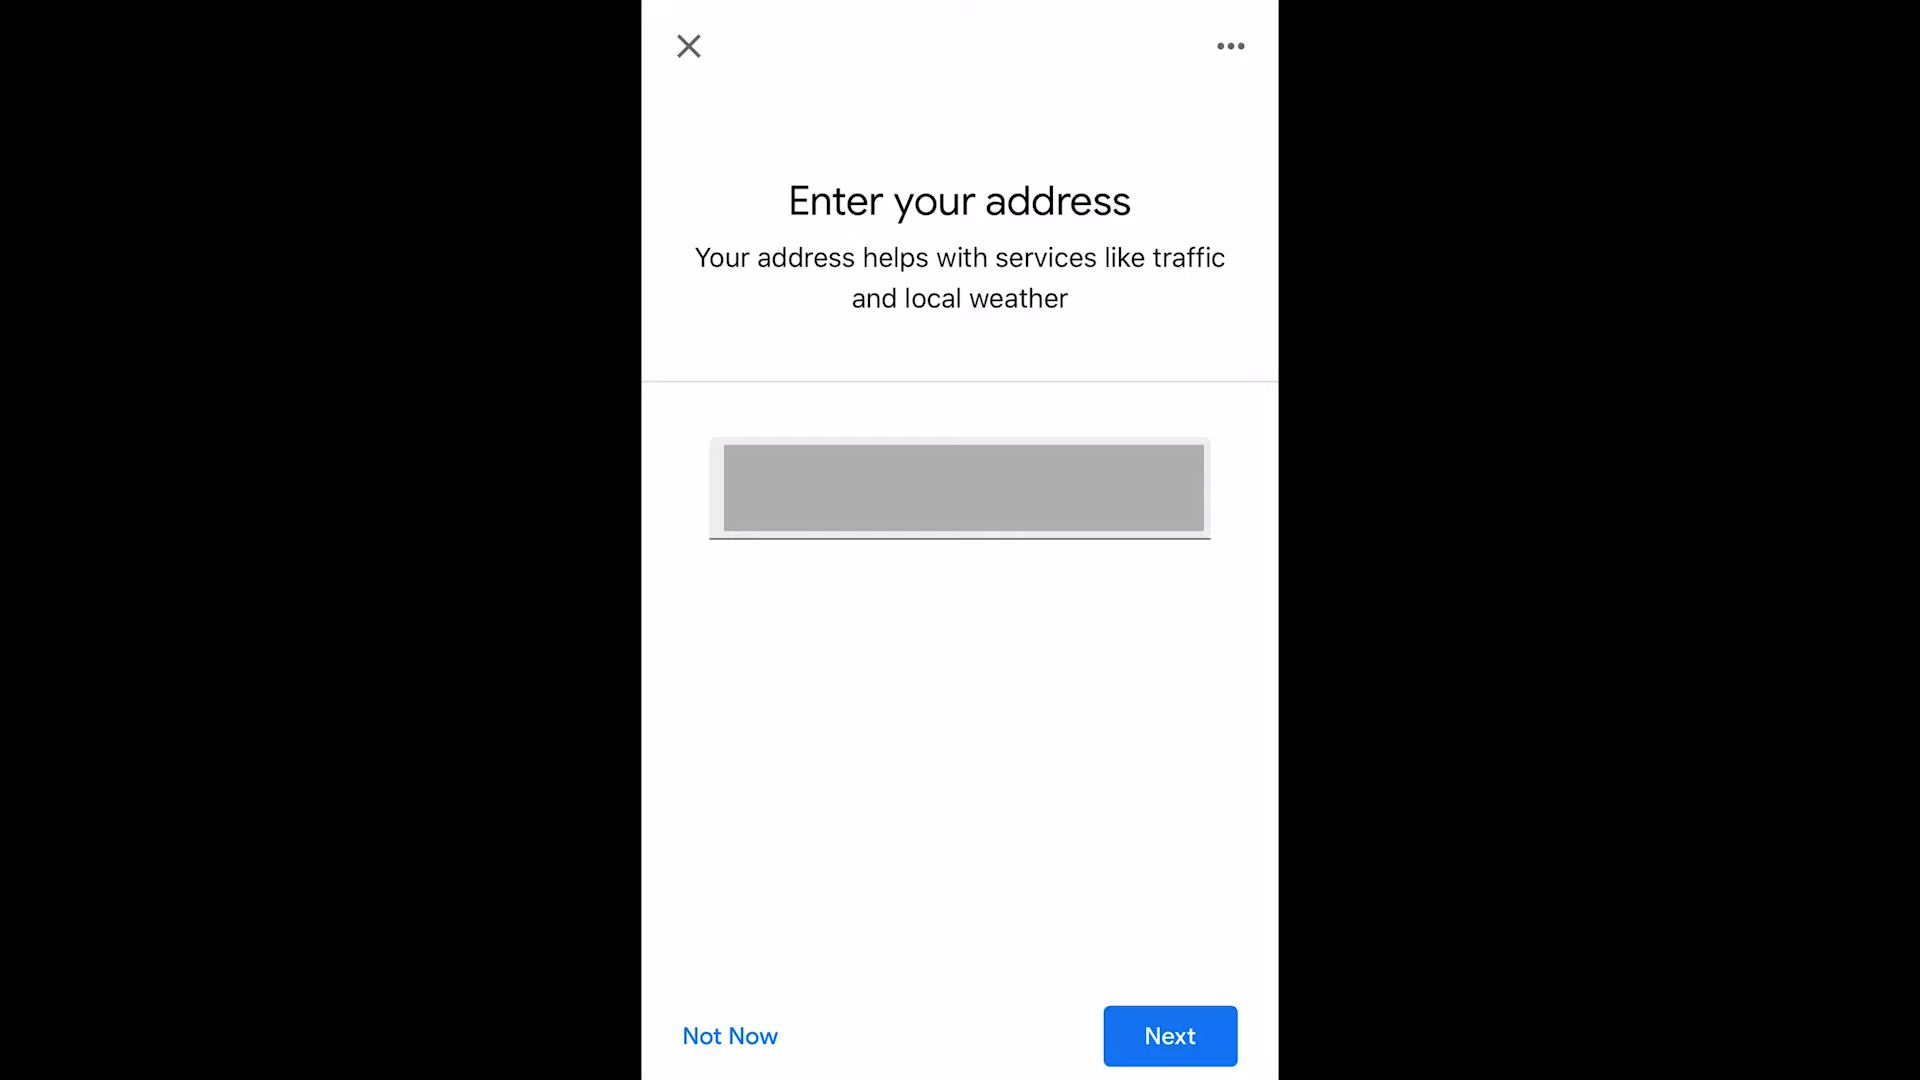 Enter your address
Your address helps with services like traffic
and local weather
Not Now
Next